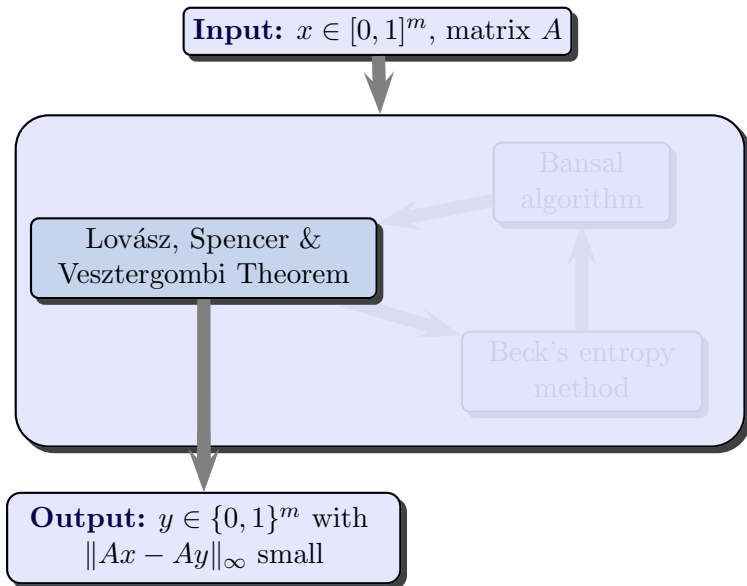 Input: x ∈ [0, 1]^m, matrix A
Bansal
algorithm
Lovász, Spencer &
Vesztergombi Theorem
Beck's entropy
method
Output: y ∈ {0, 1}^m with
‖Ax − Ay‖_∞ small